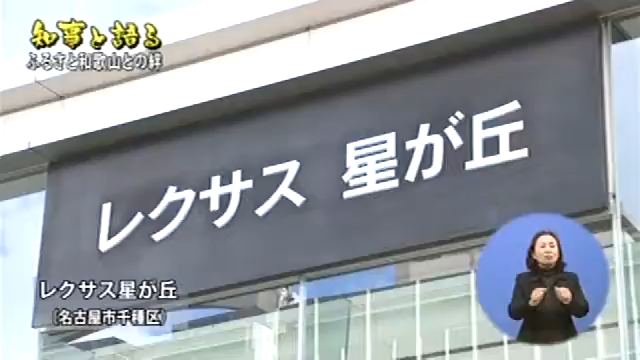 知事と語る
ふるさと和歌山との絆
レクサス 星が丘
レクサス星が丘
（名古屋市千種区）